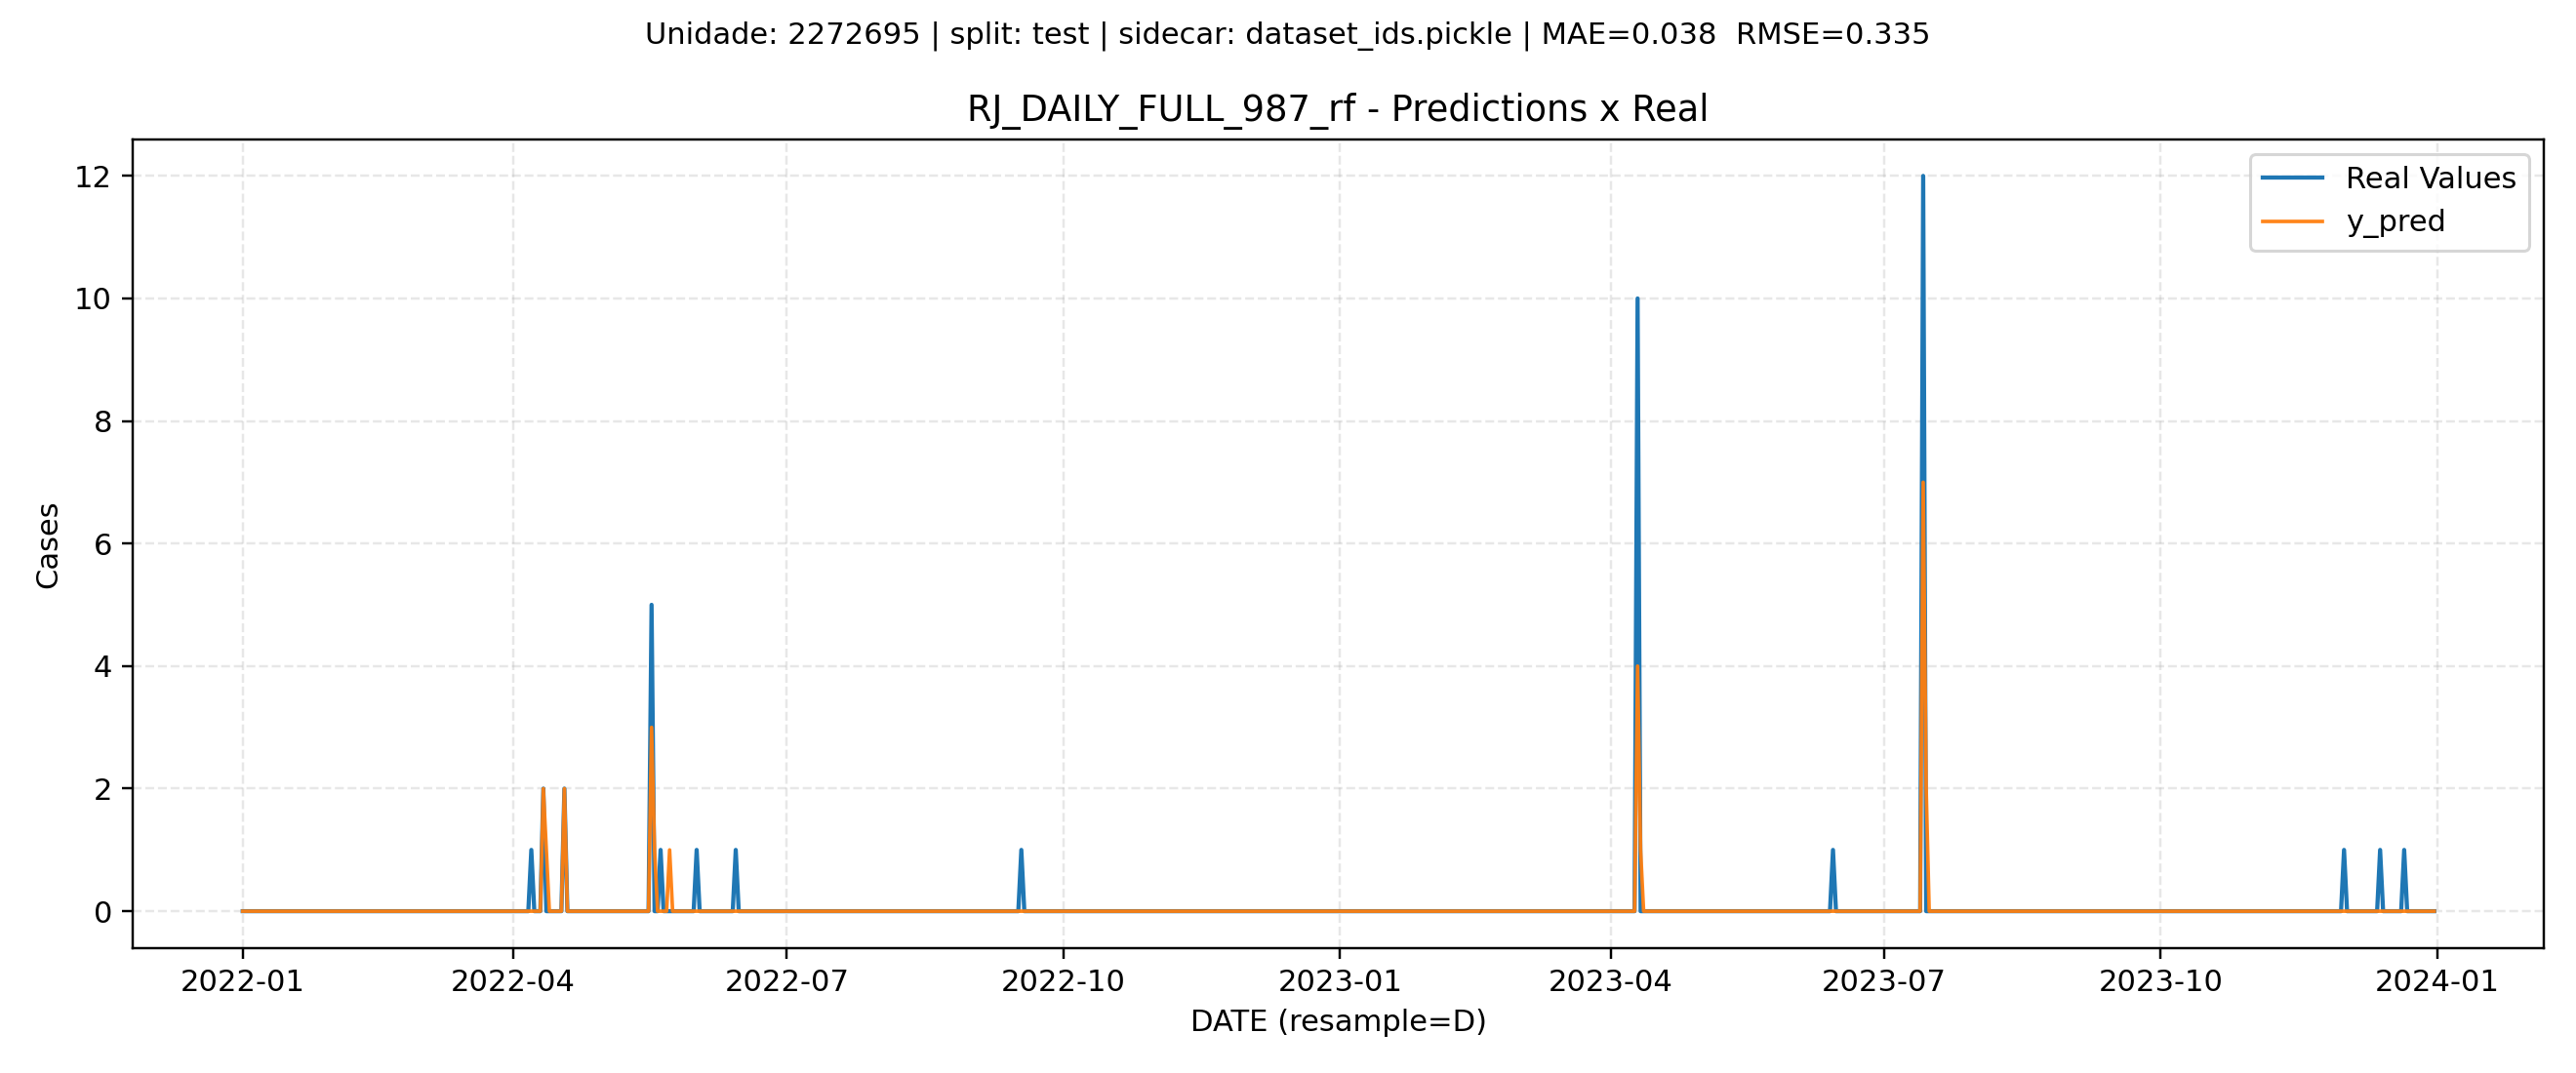 Unidade: 2272695 | split: test | sidecar: dataset_ids.pickle | MAE=0.038  RMSE=0.335
RJ_DAILY_FULL_987_rf - Predictions x Real
Real Values
y_pred
Cases
12
10
8
6
4
2
0
2022-01
2022-04
2022-07
2022-10
2023-01
2023-04
2023-07
2023-10
2024-01
DATE (resample=D)